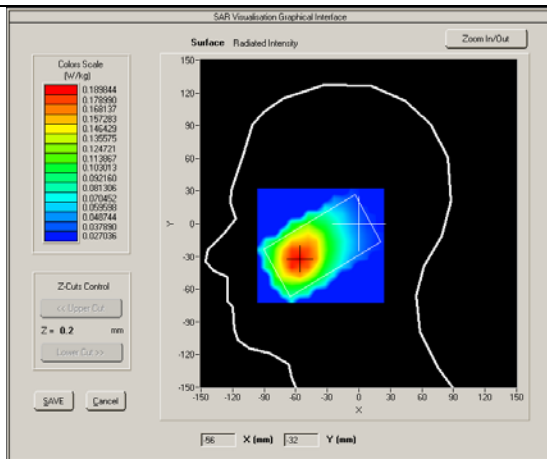 SAR Visualisation Graphical Interface
Surface Radiated Intensity
Zoom In/Out
Colors Scale
(W/kg)
0.189844
0.178990
0.168137
0.157283
0.146429
0.135575
0.124721
0.113867
0.103013
0.092160
0.081306
0.070452
0.059598
0.048744
0.037890
0.027036
Z-Cuts Control
<< Upper Cut
Z = 0.2 mm
Lower Cut >>
SAVE Cancel
150
120
90
60
30
0
-30
-60
-90
-120
-150
Y
-150 -120 -90 -60 -30 0 30 60 90 120 150
X
-56 X (mm) -32 Y (mm)